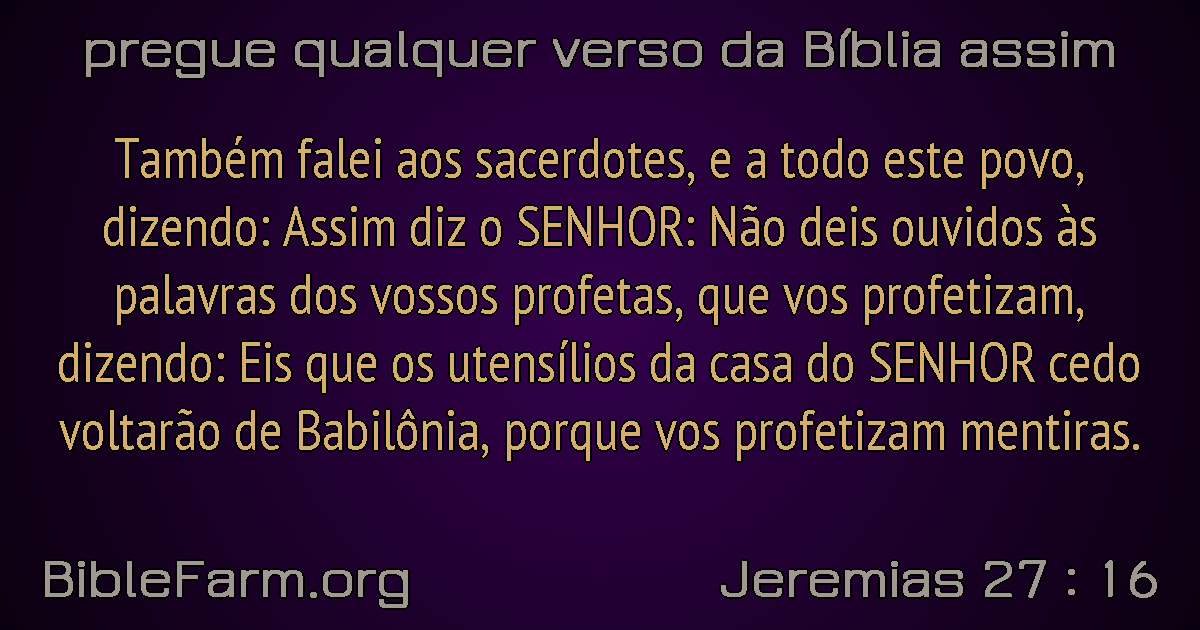 pregue qualquer verso da Bíblia assim
Também falei aos sacerdotes, e a todo este povo,
dizendo: Assim diz o SENHOR: Não deis ouvidos às
palavras dos vossos profetas, que vos profetizam,
dizendo: Eis que os utensílios da casa do SENHOR cedo
voltarão de Babilônia, porque vos profetizam mentiras.
BibleFarm.org
Jeremias 27 : 16